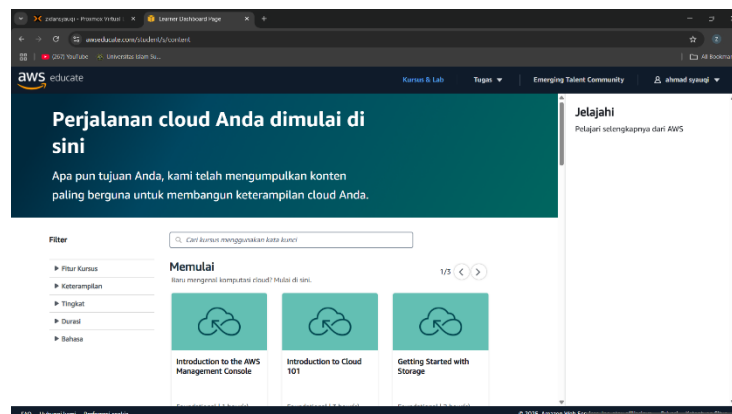 Proxmox Virtual
Learner Dashboard Page
awseducate.com/student/s/content
(267) YouTube
Universitas Islam Su...
All Bookma
aws educate
Kursus & Lab
Tugas
Emerging Talent Community
ahmad syauqi
Perjalanan cloud Anda dimulai di
sini
Apa pun tujuan Anda, kami telah mengumpulkan konten
paling berguna untuk membangun keterampilan cloud Anda.
Jelajahi
Pelajari selengkapnya dari AWS
Filter
Cari kursus menggunakan kata kunci
Fitur Kursus
Keterampilan
Tingkat
Durasi
Bahasa
Memulai
Baru mengenal komputasi cloud? Mulai di sini.
1/3
Introduction to the AWS
Management Console
Introduction to Cloud
101
Getting Started with
Storage